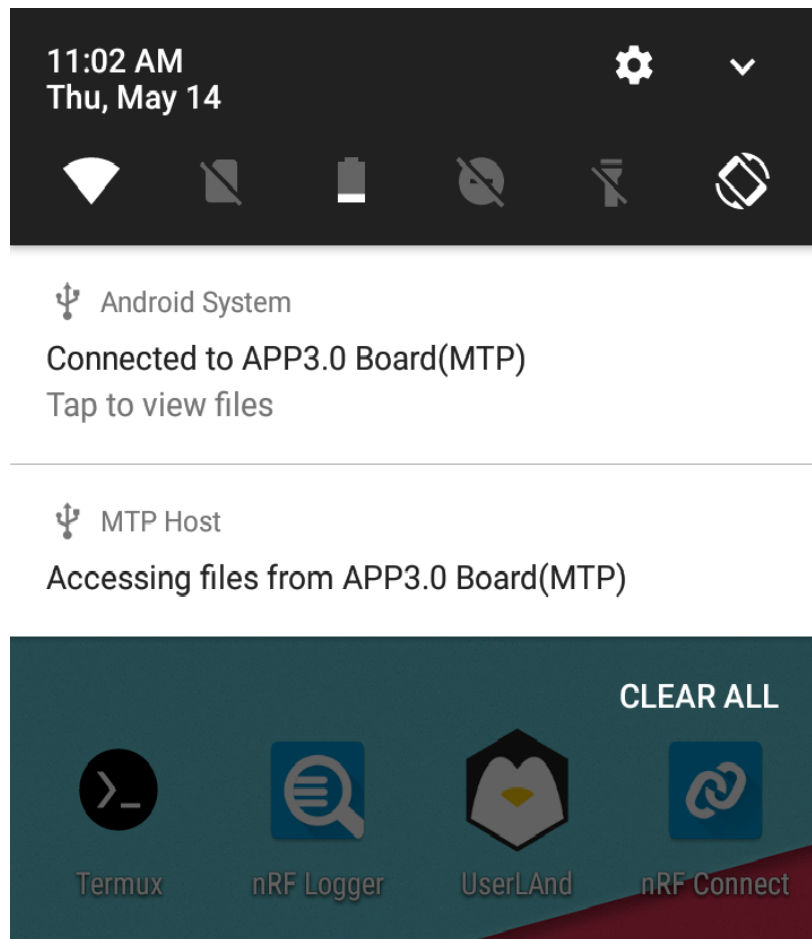 11:02 AM
Thu, May 14
Android System
Connected to APP3.0 Board(MTP)
Tap to view files
MTP Host
Accessing files from APP3.0 Board(MTP)
CLEAR ALL
Termux
nRF Logger
UserLAnd
nRF Connect